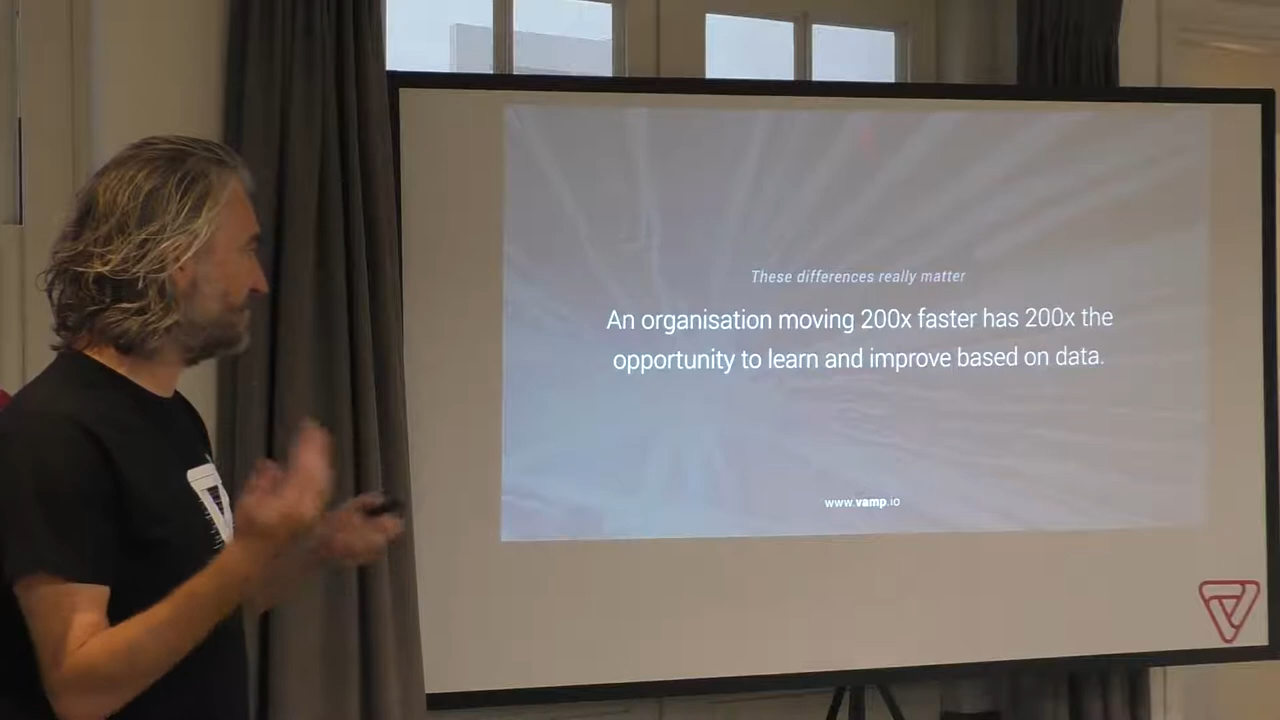 These differences really matter
An organisation moving 200x faster has 200x the
opportunity to learn and improve based on data.
www.vamp.io